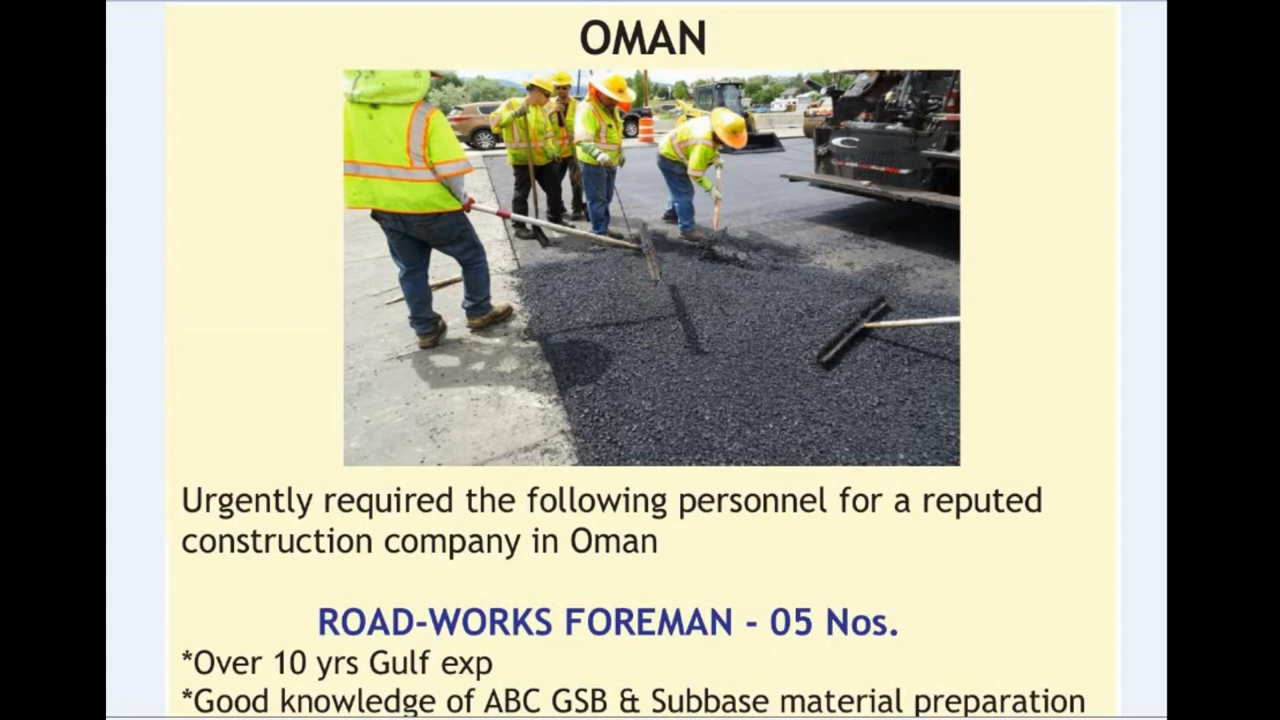 OMAN
Urgently required the following personnel for a reputed
construction company in Oman
ROAD-WORKS FOREMAN - 05 Nos.
*Over 10 yrs Gulf exp
*Good knowledge of ABC GSB & Subbase material preparation